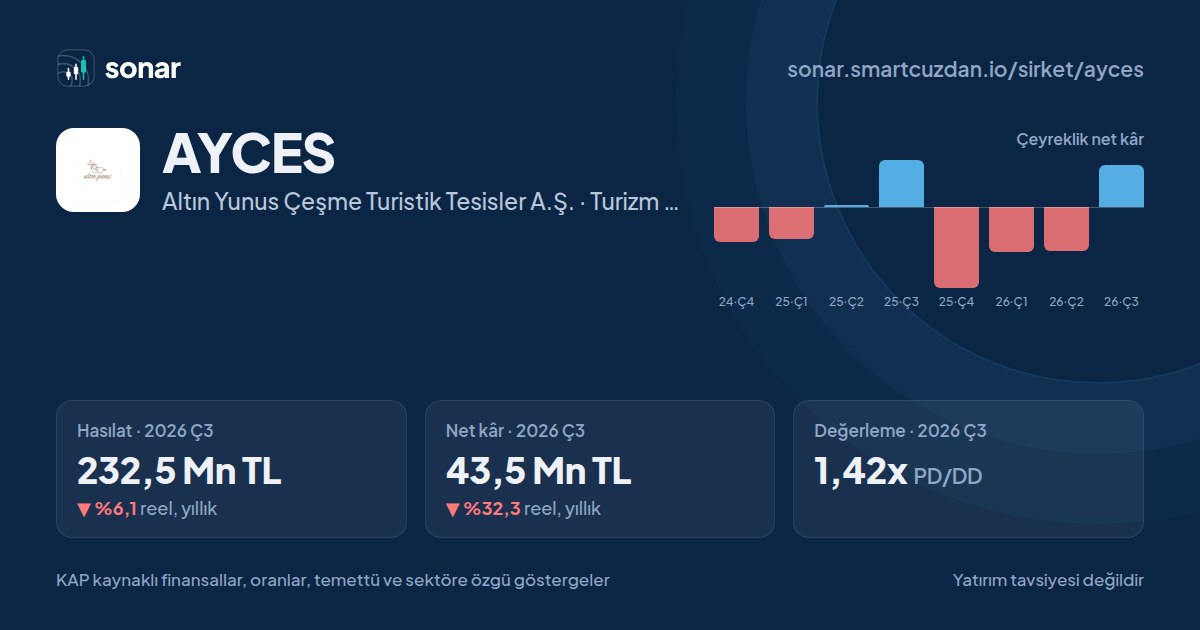 sonar
sonar.smartcuzdan.io/sirket/ayces
altın yunus
AYCES
Altın Yunus Çeşme Turistik Tesisler A.Ş. · Turizm ...
Çeyreklik net kâr
24·Ç4 25·Ç1 25·Ç2 25·Ç3 25·Ç4 26·Ç1 26·Ç2 26·Ç3
Hasılat · 2026 Ç3
232,5 Mn TL
▼ %6,1 reel, yıllık
Net kâr · 2026 Ç3
43,5 Mn TL
▼ %32,3 reel, yıllık
Değerleme · 2026 Ç3
1,42x PD/DD
KAP kaynaklı finansallar, oranlar, temettü ve sektöre özgü göstergeler
Yatırım tavsiyesi değildir